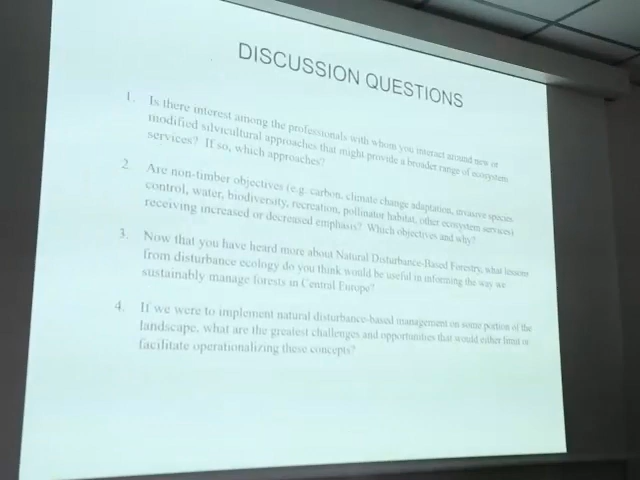 DISCUSSION QUESTIONS
1. Is there interest among the professionals with whom you interact around new or
modified silvicultural approaches that might provide a broader range of ecosystem
services? If so, which approaches?
2. Are non-timber objectives (e.g. carbon, climate change adaptation, invasive species
control, water, biodiversity, recreation, pollinator habitat, other ecosystem services)
receiving increased or decreased emphasis? Which objectives and why?
3. Now that you have heard more about Natural Disturbance-Based Forestry, what lessons
from disturbance ecology do you think would be useful in informing the way we
sustainably manage forests in Central Europe?
4. If we were to implement natural disturbance-based management on some portion of the
landscape, what are the greatest challenges and opportunities that would either limit or
facilitate operationalizing these concepts?